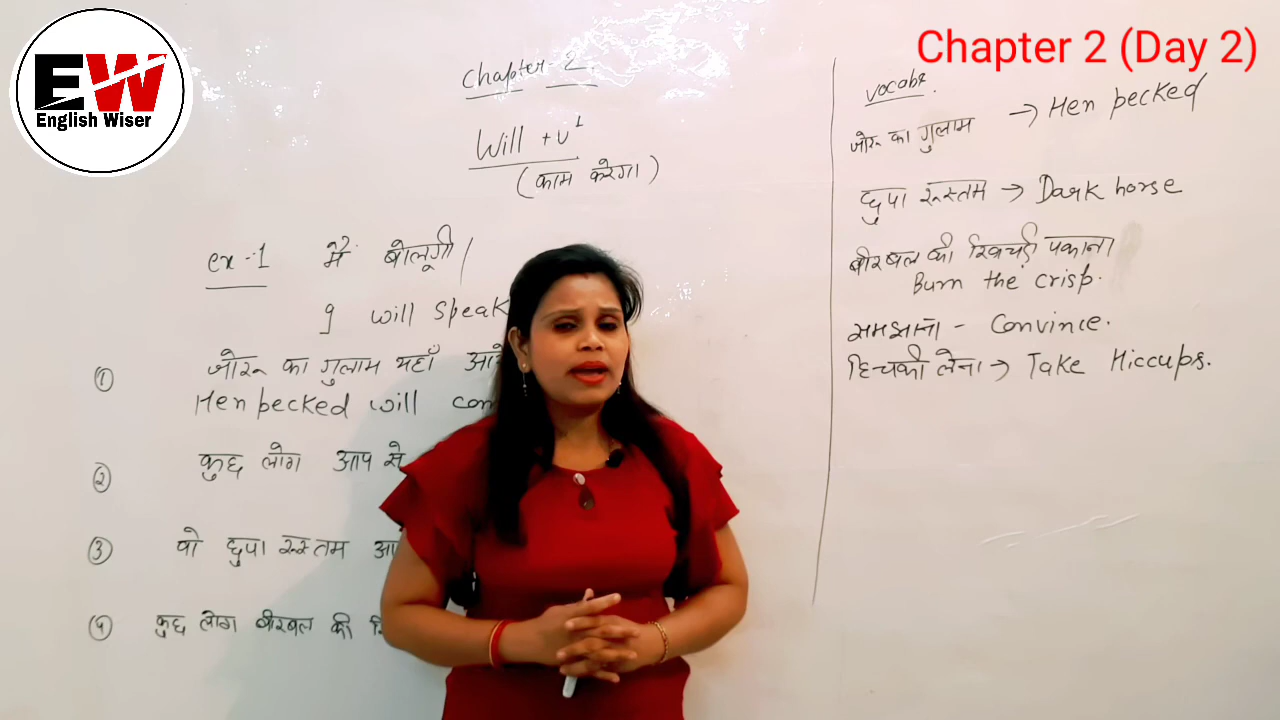 EW
English Wiser
Chapter 2 (Day 2)
Chapter - 2.
Will + v¹
(काम करेगा)
ex -1 मैं बोलूगी।
I will speak
① जोरू का गुलाम यहाँ
Hen pecked will
② कुछ लोग आप से
③ वो छुपा रूस्तम
④ कुछ लोग बीरबल की
vocabs.
जोरू का गुलाम → Hen pecked
छुपा रूस्तम → Dark horse
बीरबल की खिचड़ी पकाना
Burn the crisp.
समझाना - Convince.
हिचकी लेना → Take Hiccups.